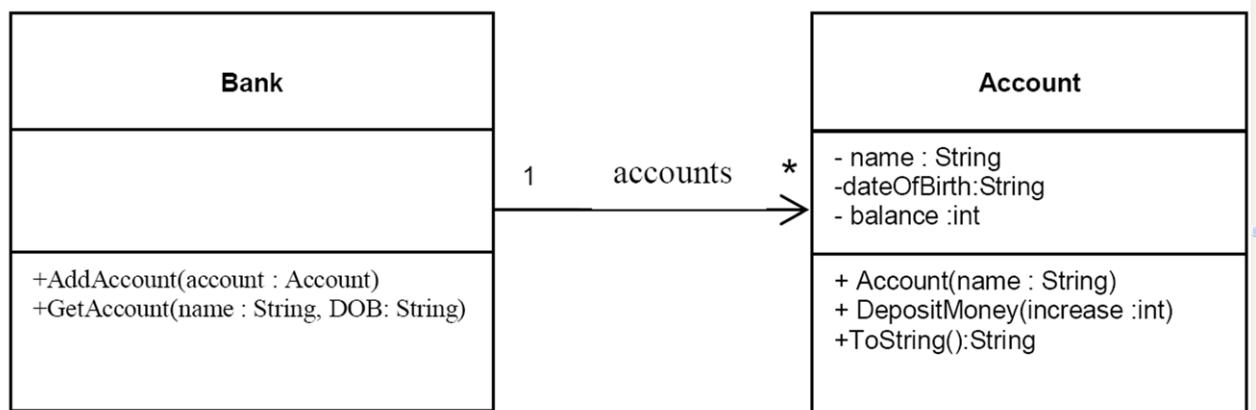 Bank
+AddAccount(account : Account)
+GetAccount(name : String, DOB: String)
1
accounts
*
Account
- name : String
-dateOfBirth:String
- balance :int
+ Account(name : String)
+ DepositMoney(increase :int)
+ToString():String